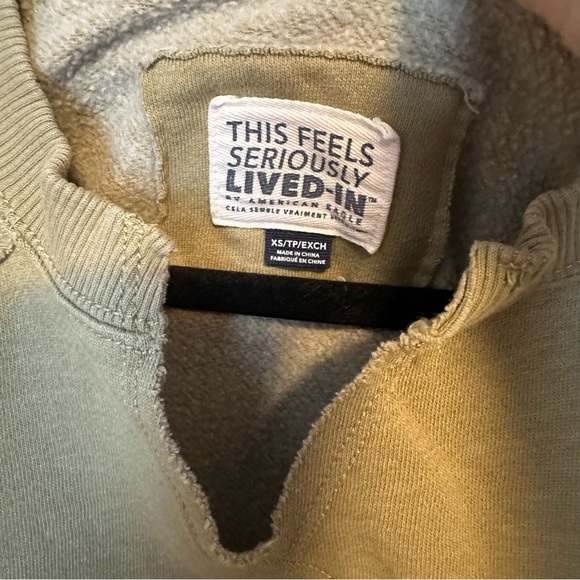 THIS FEELS
SERIOUSLY
LIVED-IN™
BY AMERICAN EAGLE
CELA SEMBLE VRAIMENT
XS/TP/EXCH
MADE IN CHINA
FABRIQUÉ EN CHINE